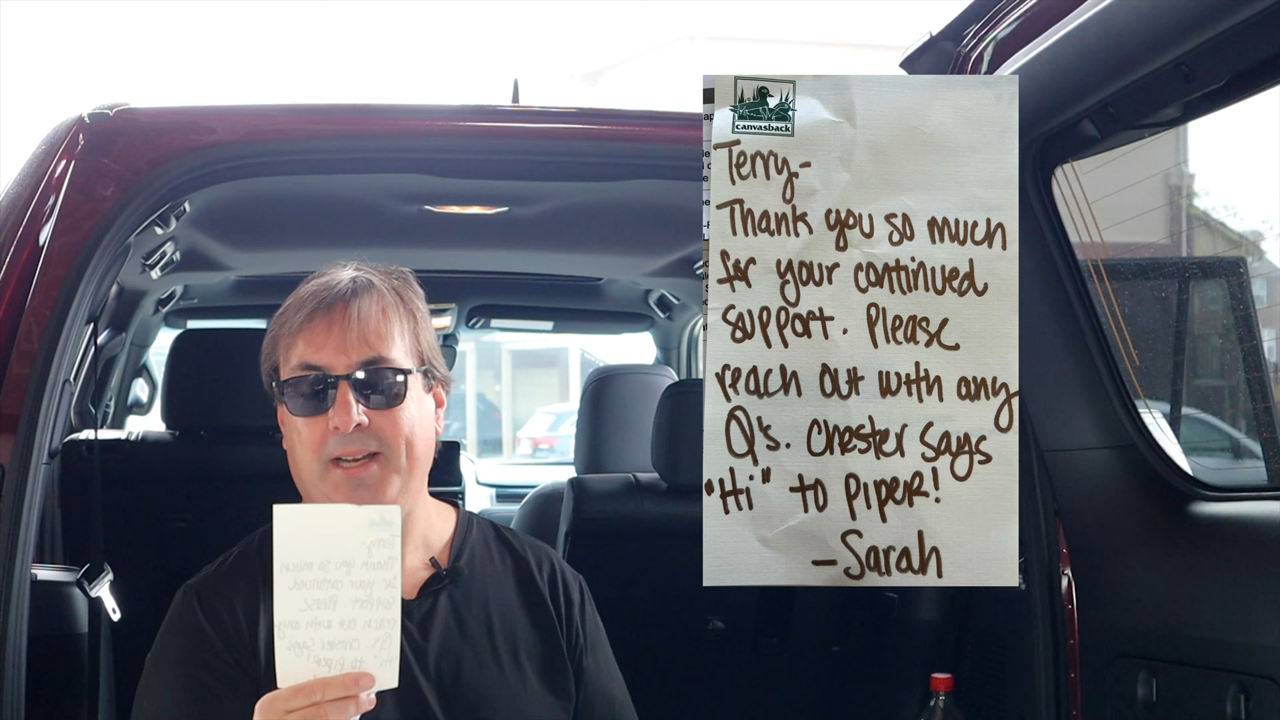 canvasback
Terry-
Thank you so much
for your continued
support. Please
reach out with any
Q's. Chester says
"Hi" to Piper!
-Sarah